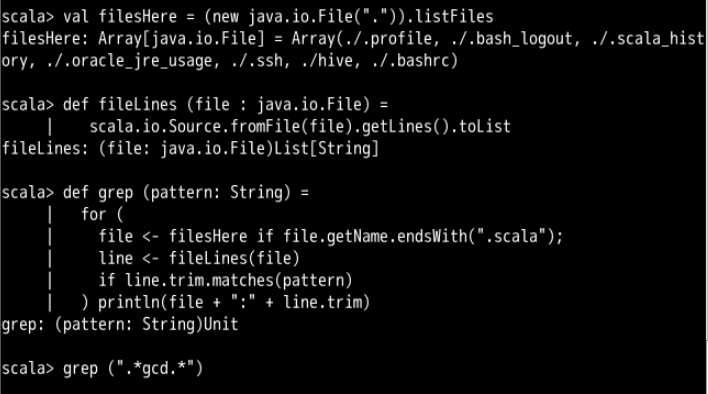 scala> val filesHere = (new java.io.File(".")).listFiles
filesHere: Array[java.io.File] = Array(./.profile, ./.bash_logout, ./.scala_hist
ory, ./.oracle_jre_usage, ./.ssh, ./hive, ./.bashrc)

scala> def fileLines (file : java.io.File) =
     |    scala.io.Source.fromFile(file).getLines().toList
fileLines: (file: java.io.File)List[String]

scala> def grep (pattern: String) =
     |   for (
     |     file <- filesHere if file.getName.endsWith(".scala");
     |     line <- fileLines(file)
     |     if line.trim.matches(pattern)
     |   ) println(file + ":" + line.trim)
grep: (pattern: String)Unit

scala> grep (".*gcd.*")